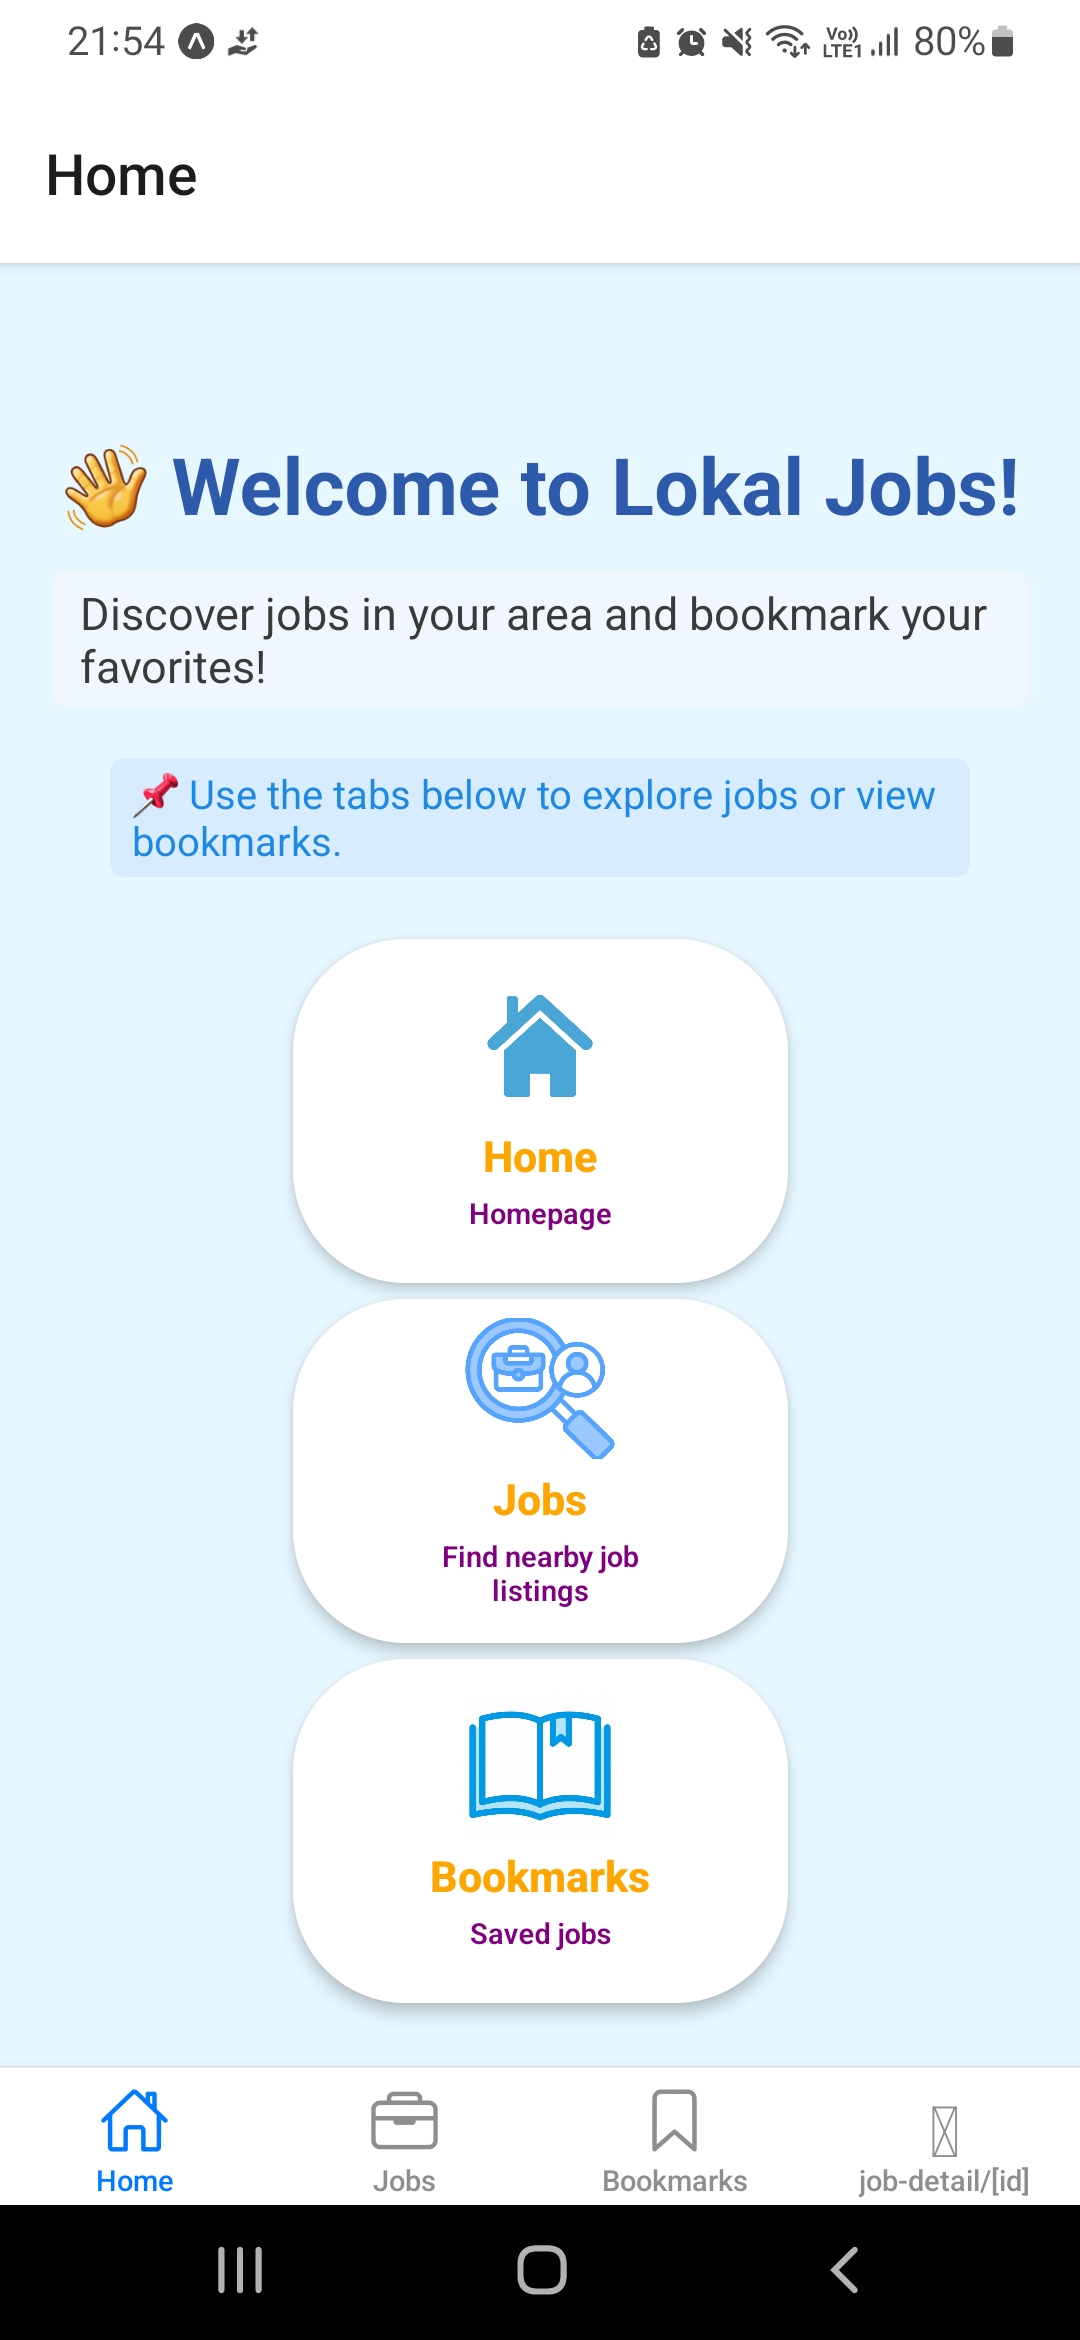 21:54
Vo)) LTE1 80%
Home
👋 Welcome to Lokal Jobs!
Discover jobs in your area and bookmark your
favorites!
📌 Use the tabs below to explore jobs or view
bookmarks.
Home
Homepage
Jobs
Find nearby job
listings
Bookmarks
Saved jobs
Home
Jobs
Bookmarks
job-detail/[id]